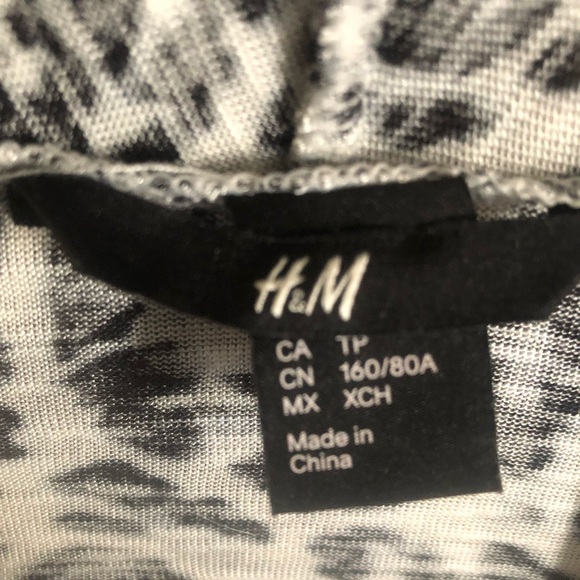 H&M
CA TP
CN 160/80A
MX XCH
Made in
China